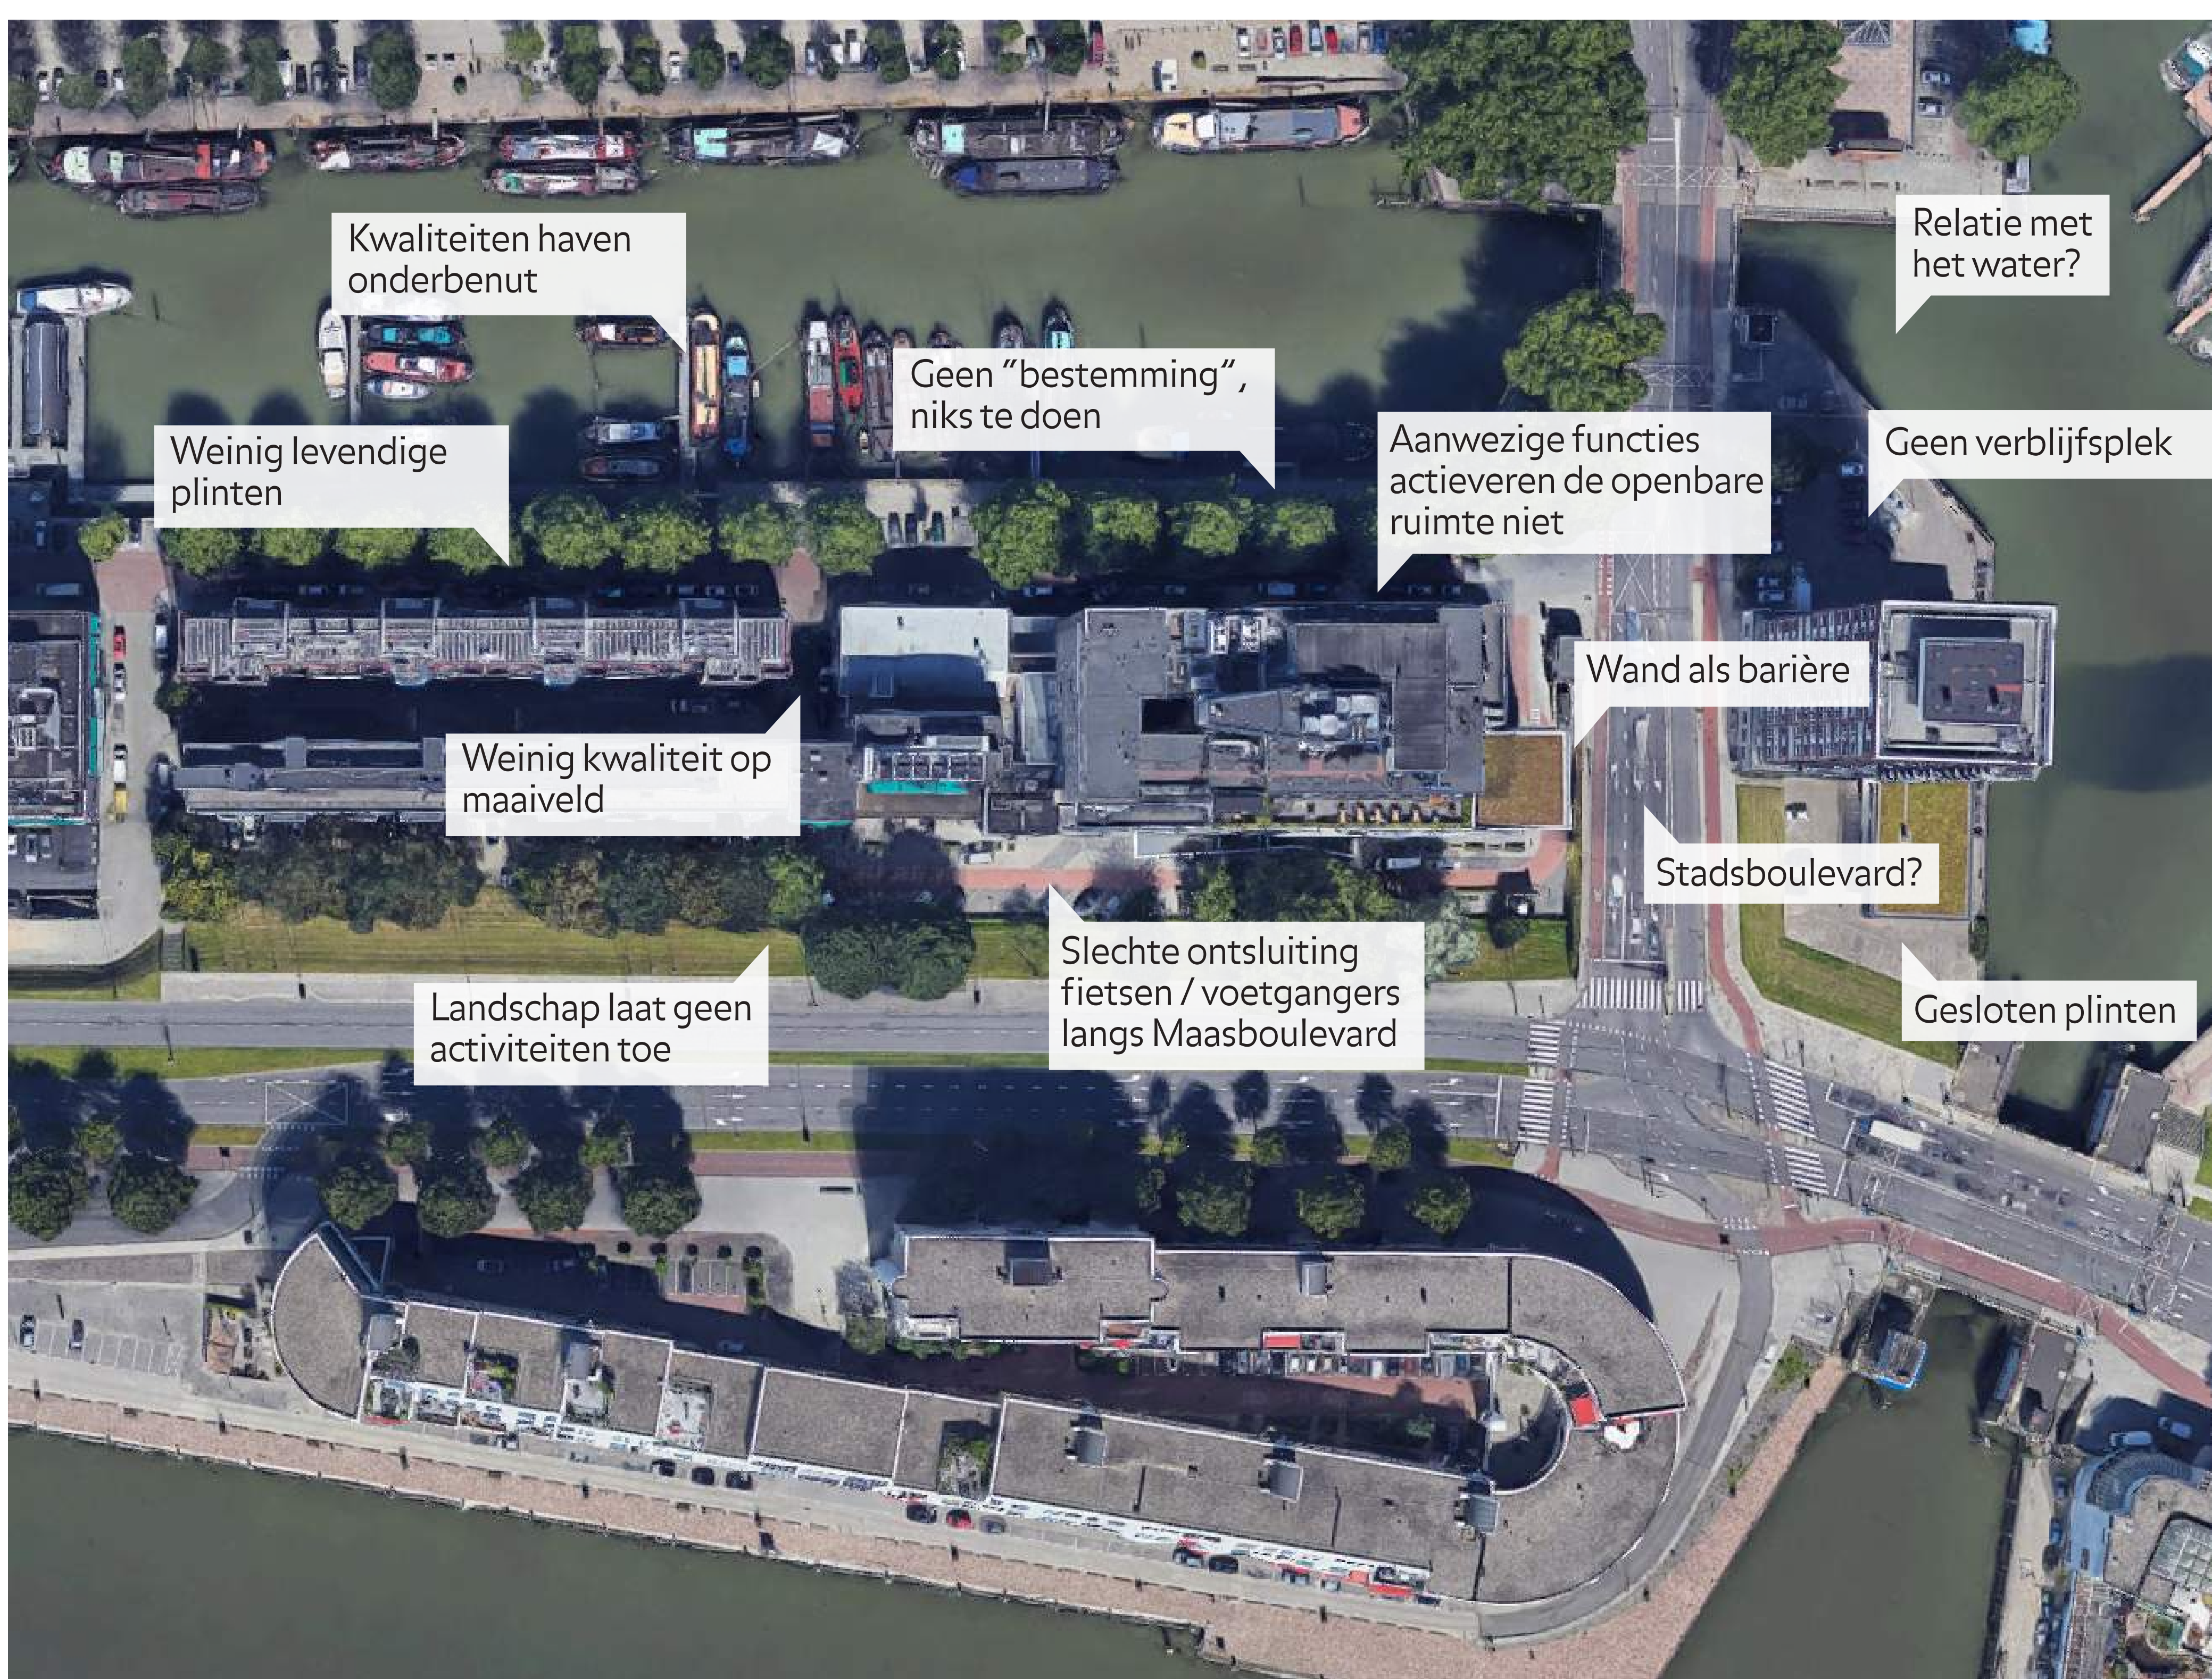 Relatie met
het water?
Kwaliteiten haven
onderbenut
Geen ″bestemming“,
niks te doen
Aanwezige functies
actieveren de openbare
ruimte niet
Geen verblijfsplek
Weinig levendige
plinten
Wand als barière
Weinig kwaliteit op
maaiveld
Stadsboulevard?
Slechte ontsluiting
fietsen / voetgangers
langs Maasboulevard
Landschap laat geen
activiteiten toe
Gesloten plinten